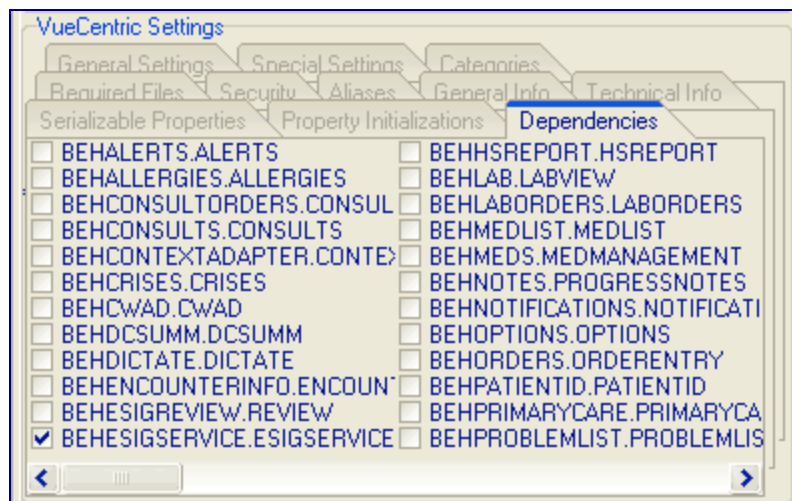 VueCentric Settings
General Settings Special Settings Categories
Required Files Security Aliases General Info Technical Info
Serializable Properties Property Initializations Dependencies
BEHALERTS.ALERTS BEHHSREPORT.HSREPORT
BEHALLERGIES.ALLERGIES BEHLAB.LABVIEW
BEHCONSULTORDERS.CONSUL BEHLABORDERS.LABORDERS
BEHCONSULTS.CONSULTS BEHMEDLIST.MEDLIST
BEHCONTEXTADAPTER.CONTEX BEHMEDS.MEDMANAGEMENT
BEHCRISES.CRISES BEHNOTES.PROGRESSNOTES
BEHCWAD.CWAD BEHNOTIFICATIONS.NOTIFICATI
BEHDCSUMM.DCSUMM BEHOPTIONS.OPTIONS
BEHDICTATE.DICTATE BEHORDERS.ORDERENTRY
BEHENCOUNTERINFO.ENCOUNT BEHPATIENTID.PATIENTID
BEHESIGREVIEW.REVIEW BEHPRIMARYCARE.PRIMARYCA
BEHESIGSERVICE.ESIGSERVICE BEHPROBLEMLIST.PROBLEMLIS